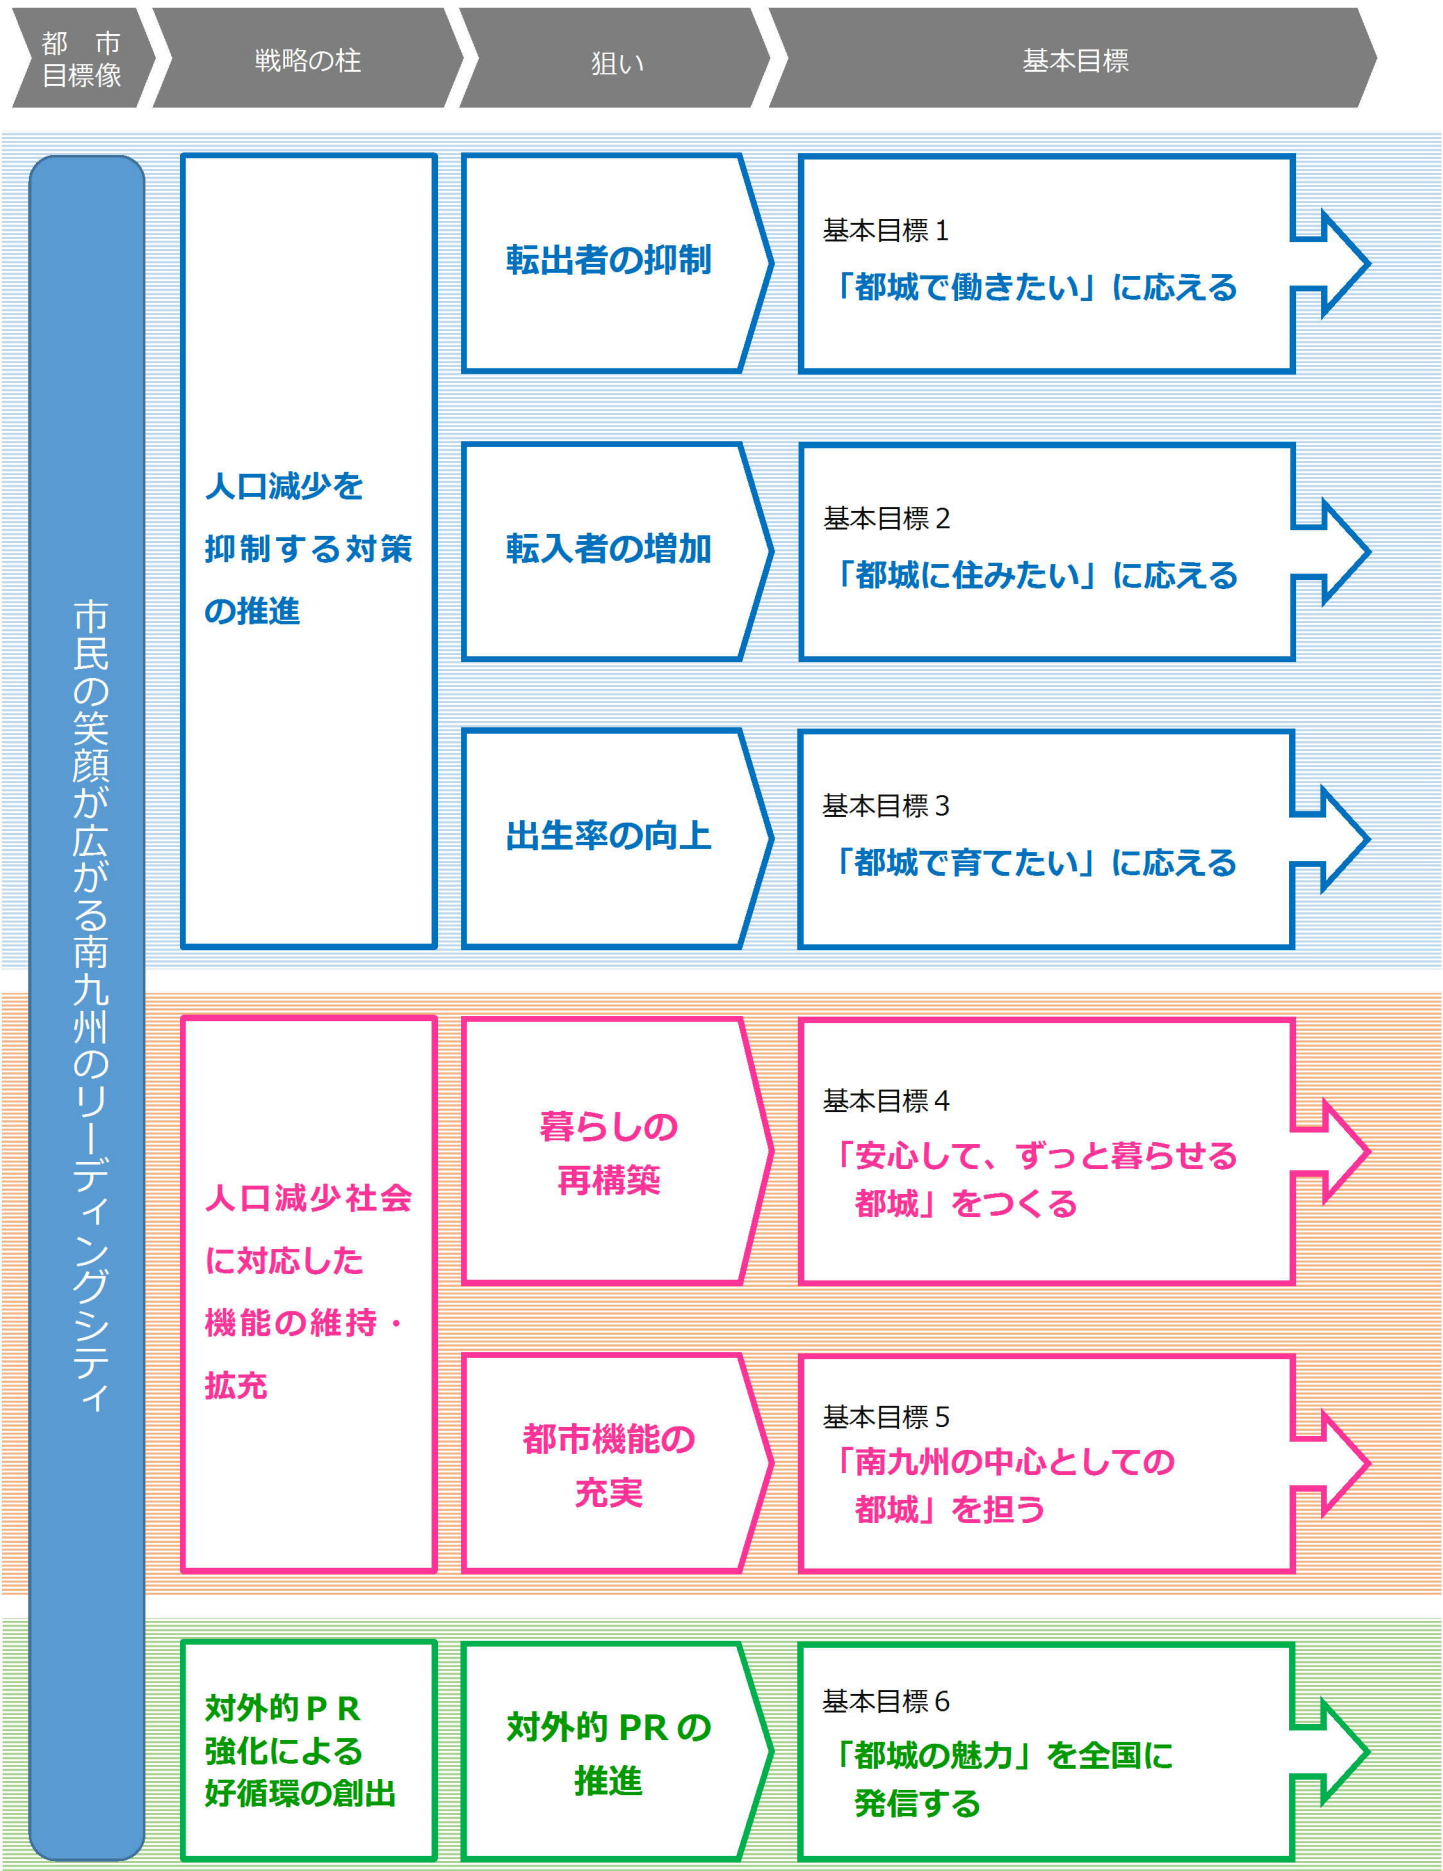 都　市
目標像
戦略の柱
狙い
基本目標
市民の笑顔が広がる南九州のリーディングシティ
人口減少を
抑制する対策
の推進
転出者の抑制
基本目標１
「都城で働きたい」に応える
転入者の増加
基本目標２
「都城に住みたい」に応える
出生率の向上
基本目標３
「都城で育てたい」に応える
人口減少社会
に対応した
機能の維持・
拡充
暮らしの
再構築
基本目標４
「安心して、ずっと暮らせる
都城」をつくる
都市機能の
充実
基本目標５
「南九州の中心としての
都城」を担う
対外的ＰＲ
強化による
好循環の創出
対外的 PR の
推進
基本目標６
「都城の魅力」を全国に
発信する